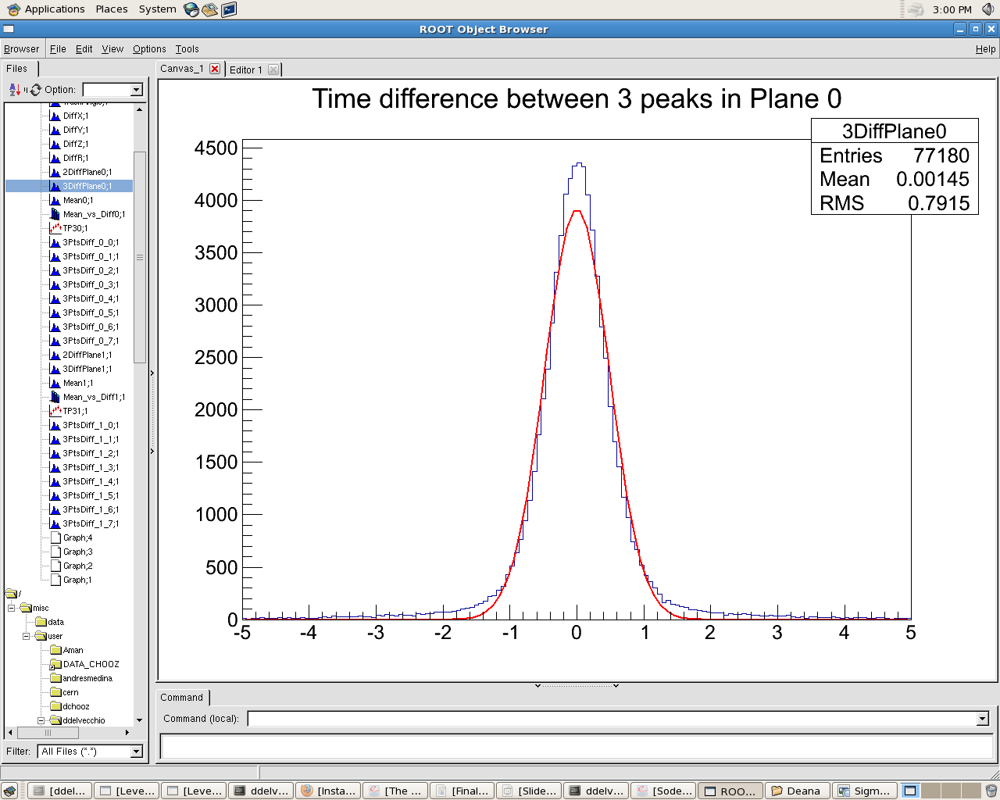 Applications Places System 3:00 PM
ROOT Object Browser
Browser File Edit View Options Tools Help
Files
Canvas_1 Editor 1
Option:
Time difference between 3 peaks in Plane 0
3DiffPlane0
Entries 77180
Mean 0.00145
RMS 0.7915
4500
4000
3500
3000
2500
2000
1500
1000
500
0
-5 -4 -3 -2 -1 0 1 2 3 4 5
DiffX;1
DiffY;1
DiffZ;1
DiffR;1
2DiffPlane0;1
3DiffPlane0;1
Mean0;1
Mean_vs_Diff0;1
TP30;1
3PtsDiff_0_0;1
3PtsDiff_0_1;1
3PtsDiff_0_2;1
3PtsDiff_0_3;1
3PtsDiff_0_4;1
3PtsDiff_0_5;1
3PtsDiff_0_6;1
3PtsDiff_0_7;1
2DiffPlane1;1
3DiffPlane1;1
Mean1;1
Mean_vs_Diff1;1
TP31;1
3PtsDiff_1_0;1
3PtsDiff_1_1;1
3PtsDiff_1_2;1
3PtsDiff_1_3;1
3PtsDiff_1_4;1
3PtsDiff_1_5;1
3PtsDiff_1_6;1
3PtsDiff_1_7;1
Graph;4
Graph;3
Graph;2
Graph;1
/
misc
data
user
Aman
DATA_CHOOZ
andresmedina
cern
dchooz
ddelvecchio
Filter: All Files (*.*)
Command
Command (local):
[ddel... [Leve... [Leve... ddelv... [Insta... [The ... [Final... [Slide... ddelv... [Sode... ROO... Deana Sigm...